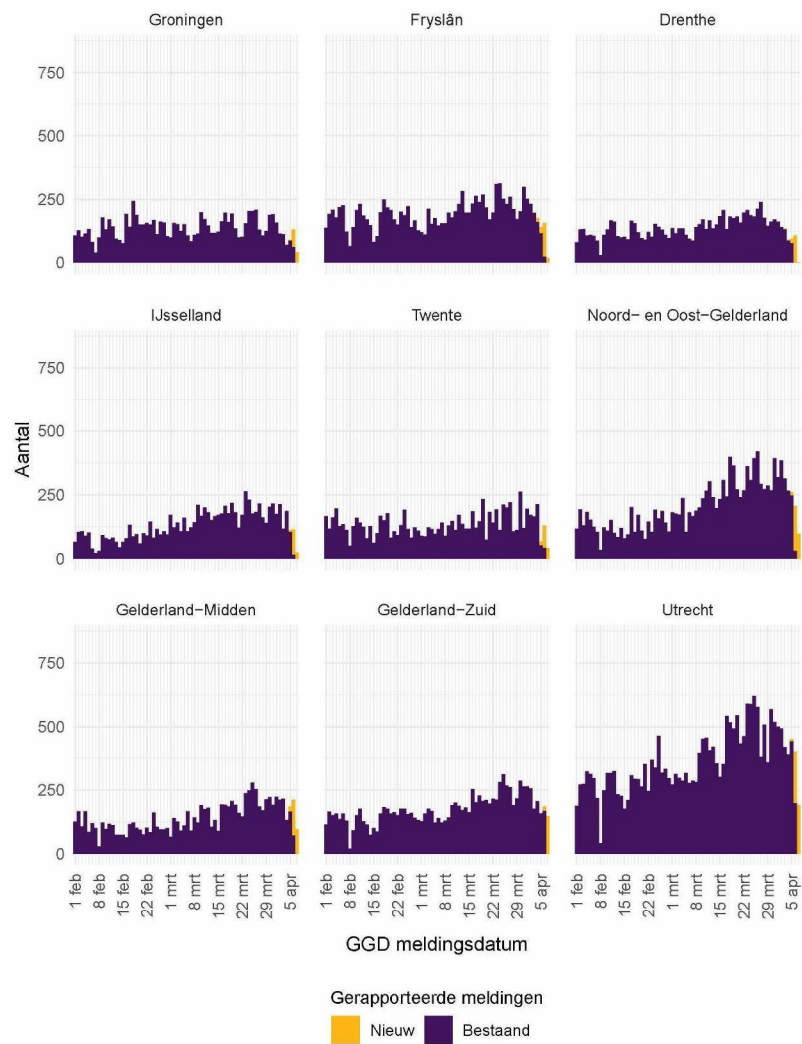 Groningen
Fryslân
Drenthe
750
500
250
0
IJsselland
Twente
Noord- en Oost-Gelderland
Aantal
750
500
250
0
Gelderland-Midden
Gelderland-Zuid
Utrecht
750
500
250
0
1 feb
8 feb
15 feb
22 feb
1 mrt
8 mrt
15 mrt
22 mrt
29 mrt
5 apr
1 feb
8 feb
15 feb
22 feb
1 mrt
8 mrt
15 mrt
22 mrt
29 mrt
5 apr
1 feb
8 feb
15 feb
22 feb
1 mrt
8 mrt
15 mrt
22 mrt
29 mrt
5 apr
GGD meldingsdatum
Gerapporteerde meldingen
Nieuw
Bestaand